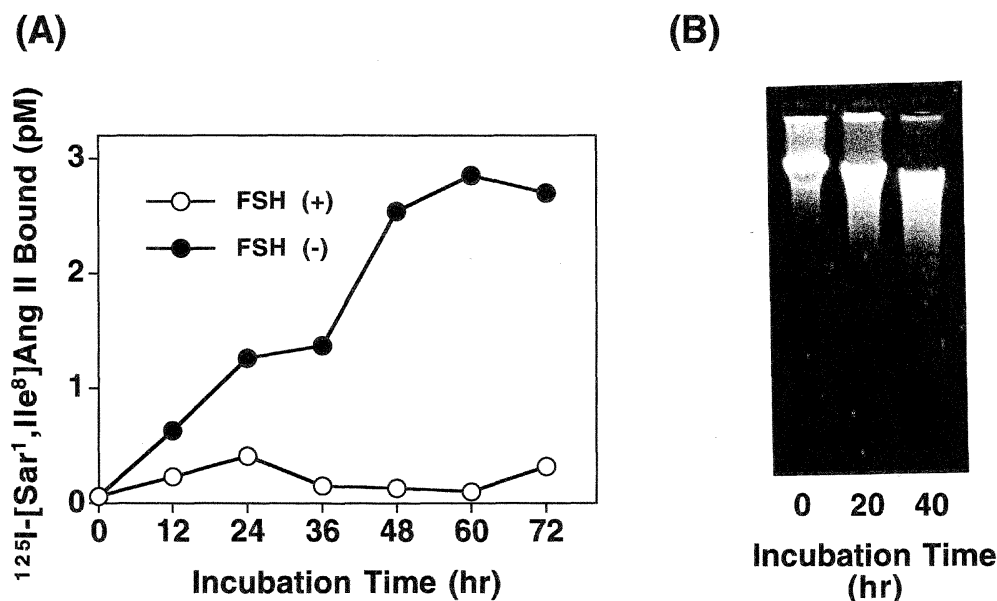 (A)
(B)
¹²⁵I-[Sar¹,Ile⁸]Ang II Bound (pM)
3
2
1
0
FSH (+)
FSH (-)
0 12 24 36 48 60 72
Incubation Time (hr)
0 20 40
Incubation Time
(hr)